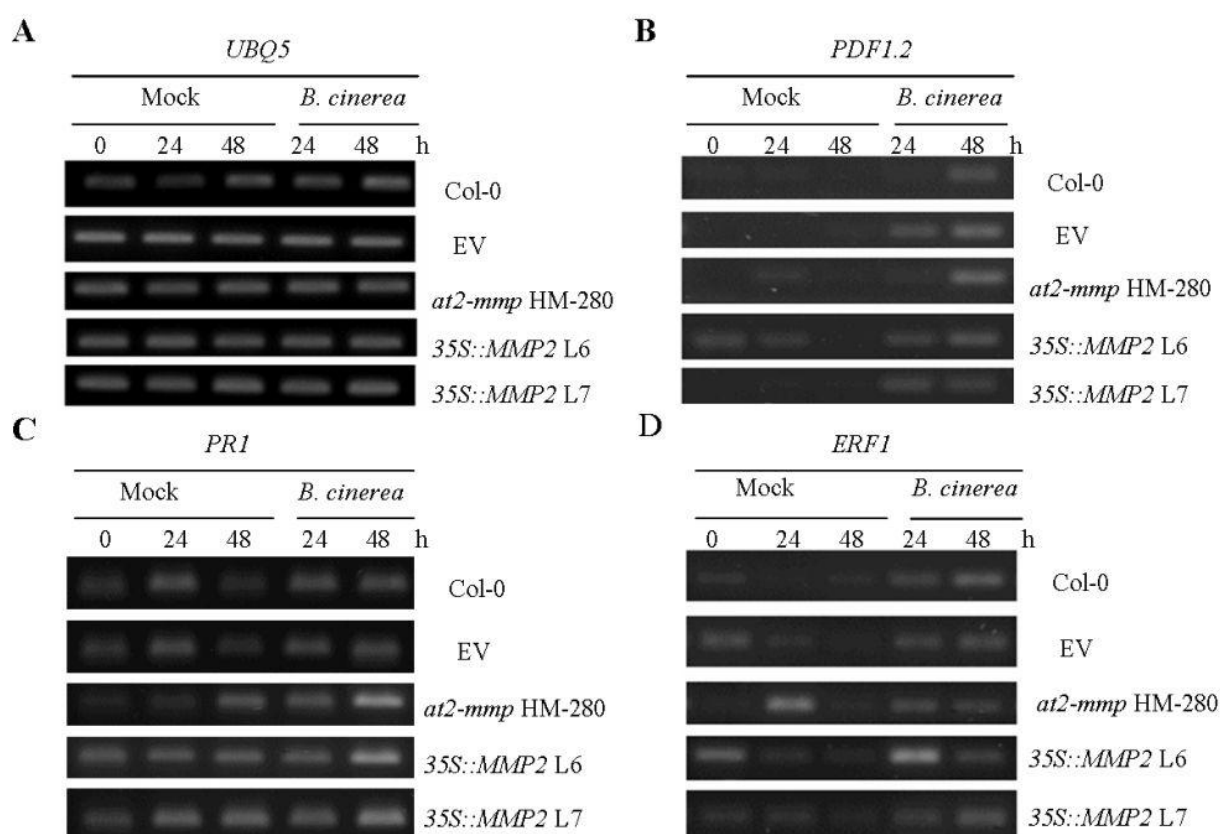 A
UBQ5
Mock B. cinerea
0 24 48 24 48 h
Col-0
EV
at2-mmp HM-280
35S::MMP2 L6
35S::MMP2 L7
B
PDF1.2
Mock B. cinerea
0 24 48 24 48 h
Col-0
EV
at2-mmp HM-280
35S::MMP2 L6
35S::MMP2 L7
C
PR1
Mock B. cinerea
0 24 48 24 48 h
Col-0
EV
at2-mmp HM-280
35S::MMP2 L6
35S::MMP2 L7
D
ERF1
Mock B. cinerea
0 24 48 24 48 h
Col-0
EV
at2-mmp HM-280
35S::MMP2 L6
35S::MMP2 L7